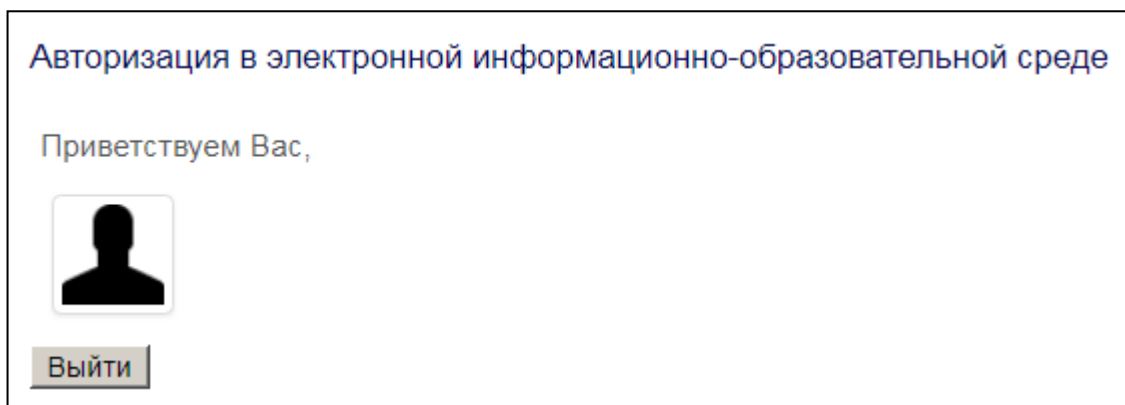 Авторизация в электронной информационно-образовательной среде
Приветствуем Вас,
Выйти